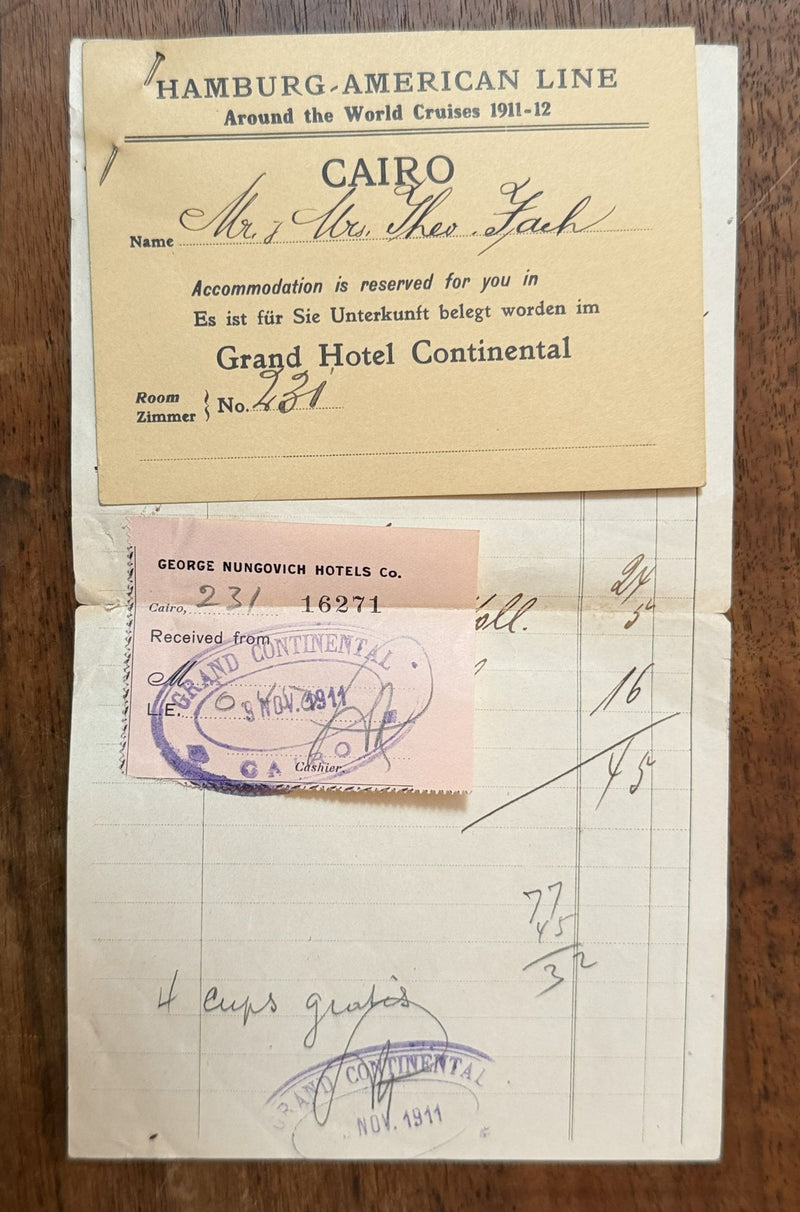 HAMBURG-AMERICAN LINE
Around the World Cruises 1911-12
CAIRO
Name Mr. & Mrs. Theo. Fach
Accommodation is reserved for you in
Es ist für Sie Unterkunft belegt worden im
Grand Hotel Continental
Room
Zimmer } No. 231
24
5
16
45
GEORGE NUNGOVICH HOTELS Co.
Cairo, 231 16271
Received from
M
L.E.
Cashier.
GRAND CONTINENTAL
9 NOV. 1911
CAIRO
77
45
32
4 cups gratis
GRAND CONTINENTAL
NOV. 1911